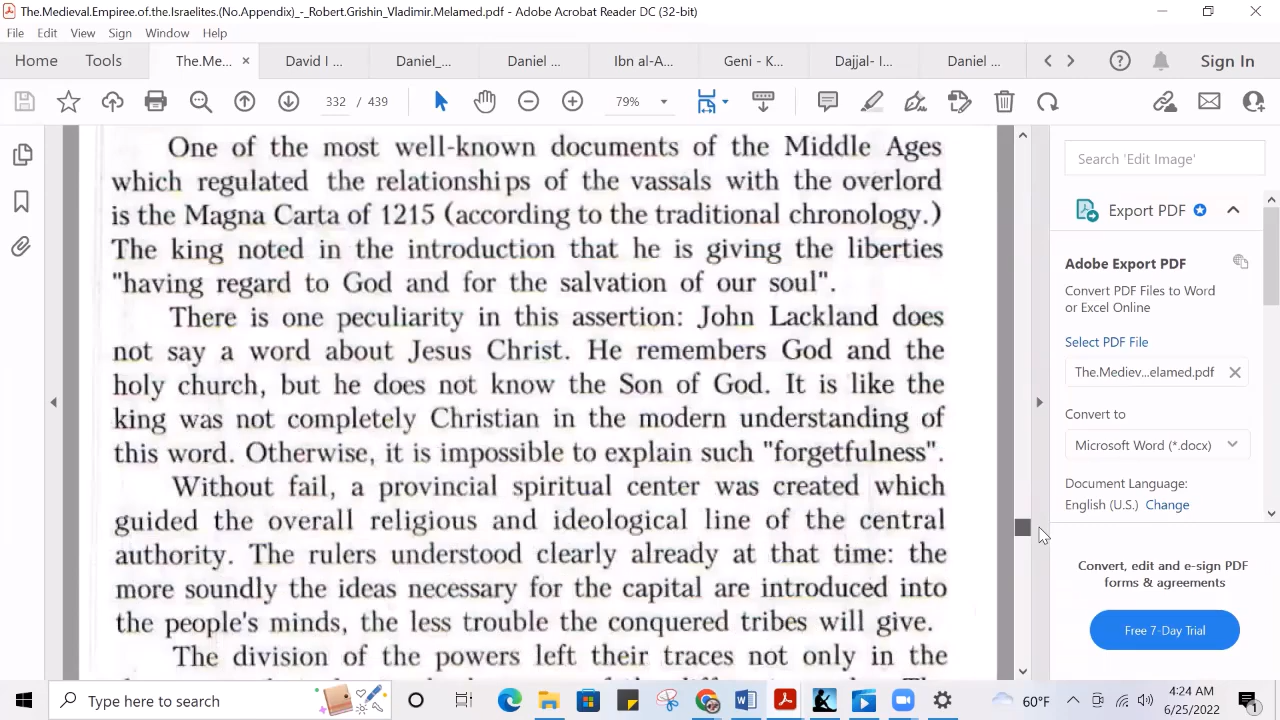 The.Medieval.Empiree.of.the.Israelites.(No.Appendix)_-_Robert.Grishin_Vladimir.Melamed.pdf - Adobe Acrobat Reader DC (32-bit)
File Edit View Sign Window Help
Home Tools The.Me... × David I ... Daniel_... Daniel ... Ibn al-A... Geni - K... Dajjal- I... Daniel ... Sign In
332 / 439 79%
One of the most well-known documents of the Middle Ages
which regulated the relationships of the vassals with the overlord
is the Magna Carta of 1215 (according to the traditional chronology.)
The king noted in the introduction that he is giving the liberties
"having regard to God and for the salvation of our soul".
There is one peculiarity in this assertion: John Lackland does
not say a word about Jesus Christ. He remembers God and the
holy church, but he does not know the Son of God. It is like the
king was not completely Christian in the modern understanding of
this word. Otherwise, it is impossible to explain such "forgetfulness".
Without fail, a provincial spiritual center was created which
guided the overall religious and ideological line of the central
authority. The rulers understood clearly already at that time: the
more soundly the ideas necessary for the capital are introduced into
the people's minds, the less trouble the conquered tribes will give.
The division of the powers left their traces not only in the
Search 'Edit Image'
Export PDF
Adobe Export PDF
Convert PDF Files to Word
or Excel Online
Select PDF File
The.Mediev...elamed.pdf
Convert to
Microsoft Word (*.docx)
Document Language:
English (U.S.) Change
Convert, edit and e-sign PDF
forms & agreements
Free 7-Day Trial
Type here to search
60°F
4:24 AM
6/25/2022